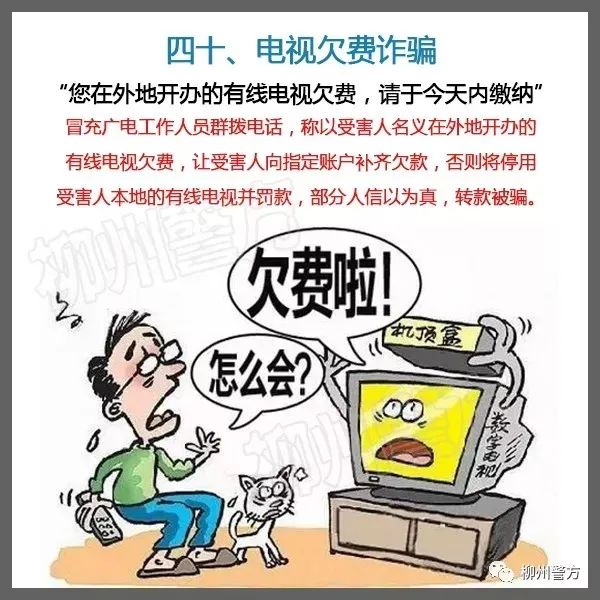 四十、电视欠费诈骗
“您在外地开办的有线电视欠费，请于今天内缴纳”
冒充广电工作人员群拨电话，称以受害人名义在外地开办的
有线电视欠费，让受害人向指定账户补齐欠款，否则将停用
受害人本地的有线电视并罚款，部分人信以为真，转款被骗。
柳州警方
欠费啦！
机顶盒
怎么会？
数字电视
柳州警方
柳州警方